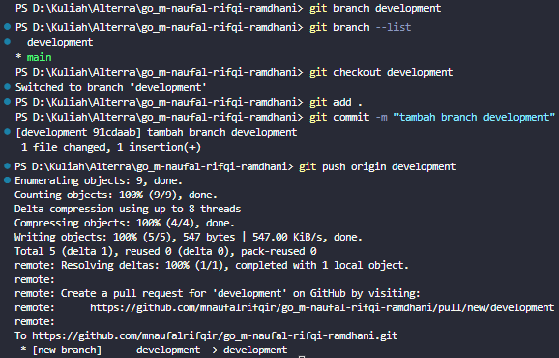 PS D:\Kuliah\Alterra\go_m-naufal-rifqi-ramdhani> git branch development
PS D:\Kuliah\Alterra\go_m-naufal-rifqi-ramdhani> git branch --list
  development
* main
PS D:\Kuliah\Alterra\go_m-naufal-rifqi-ramdhani> git checkout development
Switched to branch 'development'
PS D:\Kuliah\Alterra\go_m-naufal-rifqi-ramdhani> git add .
PS D:\Kuliah\Alterra\go_m-naufal-rifqi-ramdhani> git commit -m "tambah branch development"
[development 91cdaab] tambah branch development
 1 file changed, 1 insertion(+)
PS D:\Kuliah\Alterra\go_m-naufal-rifqi-ramdhani> git push origin development
Enumerating objects: 9, done.
Counting objects: 100% (9/9), done.
Delta compression using up to 8 threads
Compressing objects: 100% (4/4), done.
Writing objects: 100% (5/5), 547 bytes | 547.00 KiB/s, done.
Total 5 (delta 1), reused 0 (delta 0), pack-reused 0
remote: Resolving deltas: 100% (1/1), completed with 1 local object.
remote:
remote: Create a pull request for 'development' on GitHub by visiting:
remote:      https://github.com/mnaufalrifqir/go_m-naufal-rifqi-ramdhani/pull/new/development
remote:
To https://github.com/mnaufalrifqir/go_m-naufal-rifqi-ramdhani.git
 * [new branch]      development -> development